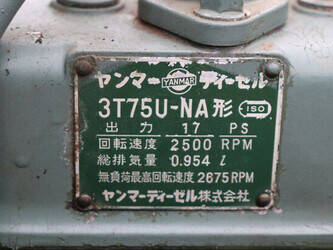 ヤンマー YANMAR ディーゼル
3T75U-NA形 ISO
出力 17 PS
回転速度 2500 RPM
総排気量 0.954 ℓ
無負荷最高回転速度 2675RPM
ヤンマーディーゼル株式会社